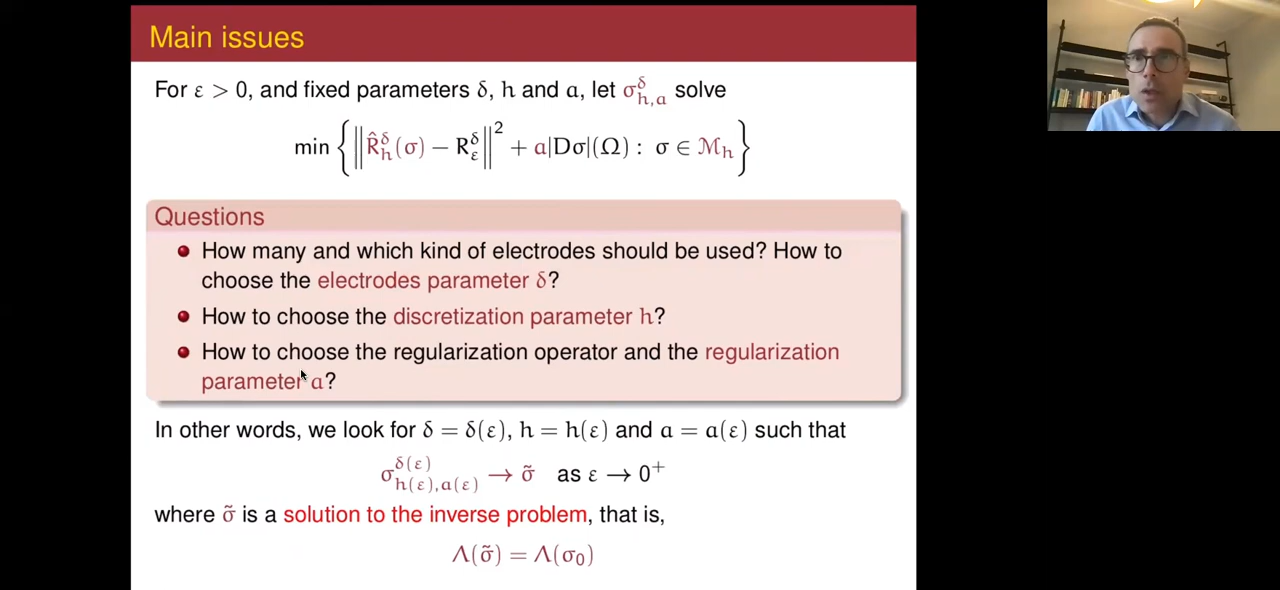 Main issues
For ε > 0, and fixed parameters δ, h and a, let σ^δ_{h,a} solve
min { ‖R̂^δ_h(σ) − R^δ_ε‖² + a|Dσ|(Ω) : σ ∈ ℳ_h }
Questions
How many and which kind of electrodes should be used? How to
choose the electrodes parameter δ?
How to choose the discretization parameter h?
How to choose the regularization operator and the regularization
parameter a?
In other words, we look for δ = δ(ε), h = h(ε) and a = a(ε) such that
σ^{δ(ε)}_{h(ε),a(ε)} → σ̃ as ε → 0⁺
where σ̃ is a solution to the inverse problem, that is,
Λ(σ̃) = Λ(σ₀)